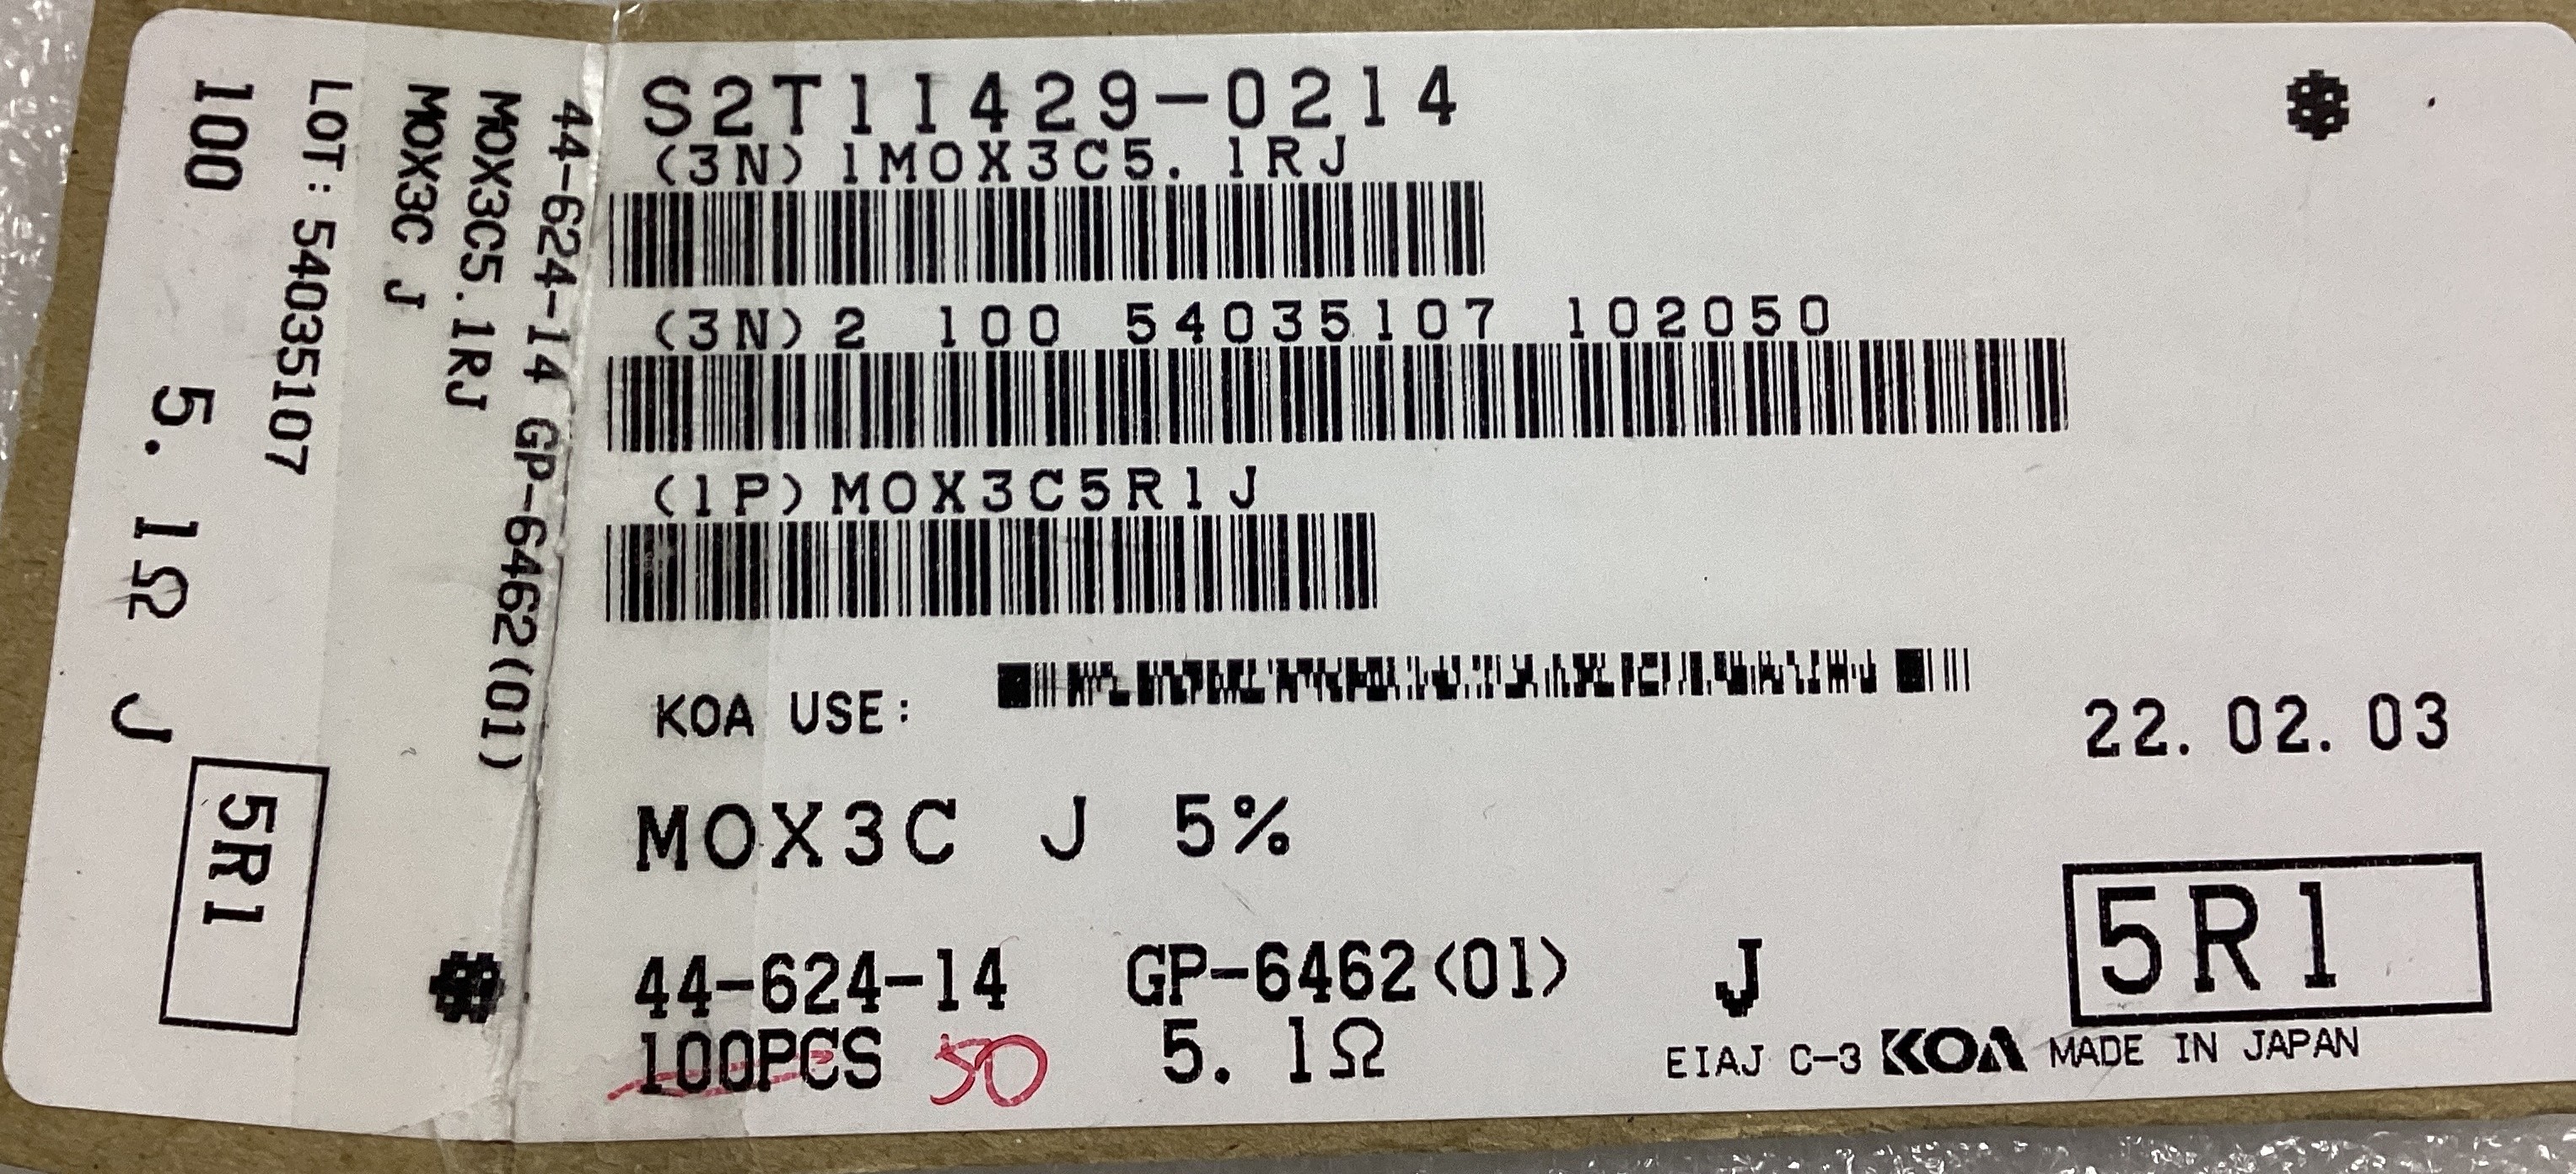 S2T11429-0214
(3N)1MOX3C5.1RJ
(3N)2 100 54035107 102050
(1P)MOX3C5R1J
KOA USE:
22.02.03
MOX3C J 5%
44-624-14 GP-6462(01) J
5R1
100PCS 50 5.1Ω
EIAJ C-3 KOA MADE IN JAPAN
44-624-14 GP-6462(01)
MOX3C5.1RJ
MOX3C J
LOT:54035107
100 5.1Ω J
5R1